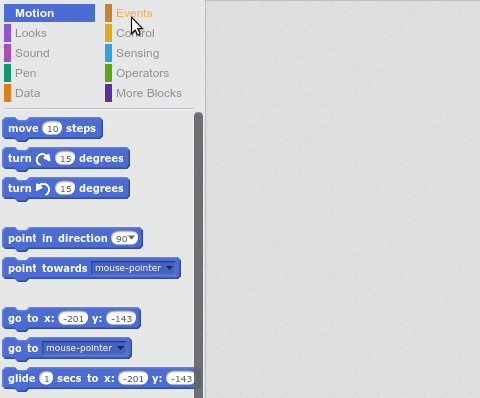 Motion
Events
Looks
Control
Sound
Sensing
Pen
Operators
Data
More Blocks
move 10 steps
turn 15 degrees
turn 15 degrees
point in direction 90
point towards mouse-pointer
go to x: -201 y: -143
go to mouse-pointer
glide 1 secs to x: -201 y: -143